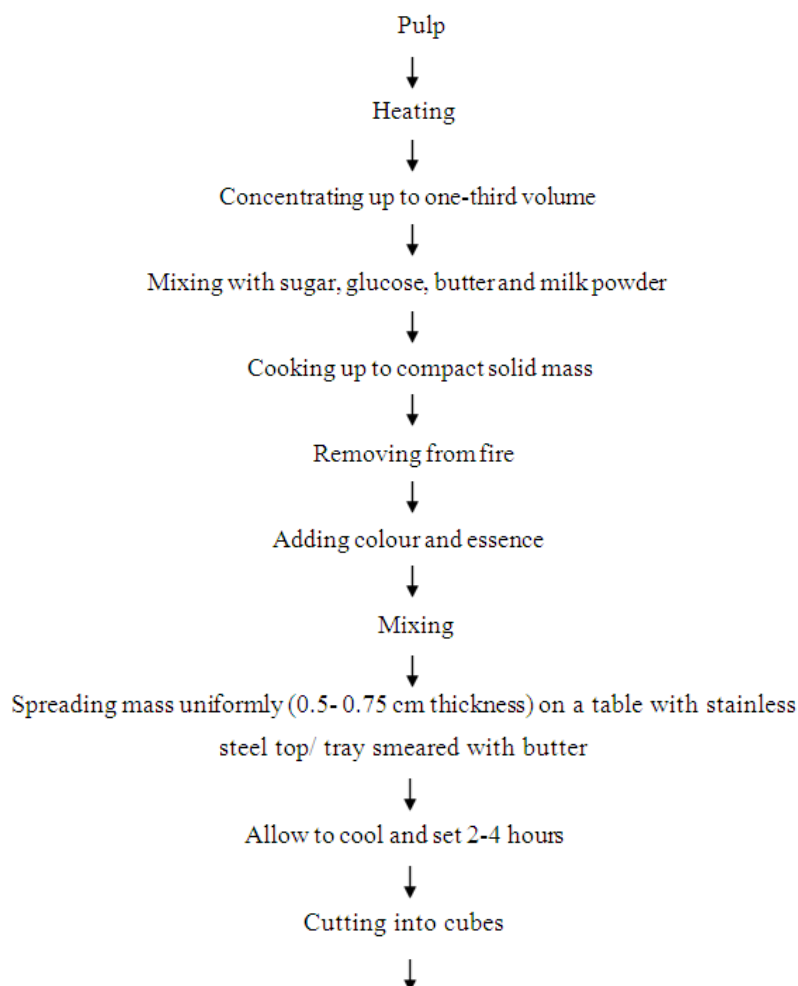 Pulp
Heating
Concentrating up to one-third volume
Mixing with sugar, glucose, butter and milk powder
Cooking up to compact solid mass
Removing from fire
Adding colour and essence
Mixing
Spreading mass uniformly (0.5- 0.75 cm thickness) on a table with stainless
steel top/ tray smeared with butter
Allow to cool and set 2-4 hours
Cutting into cubes